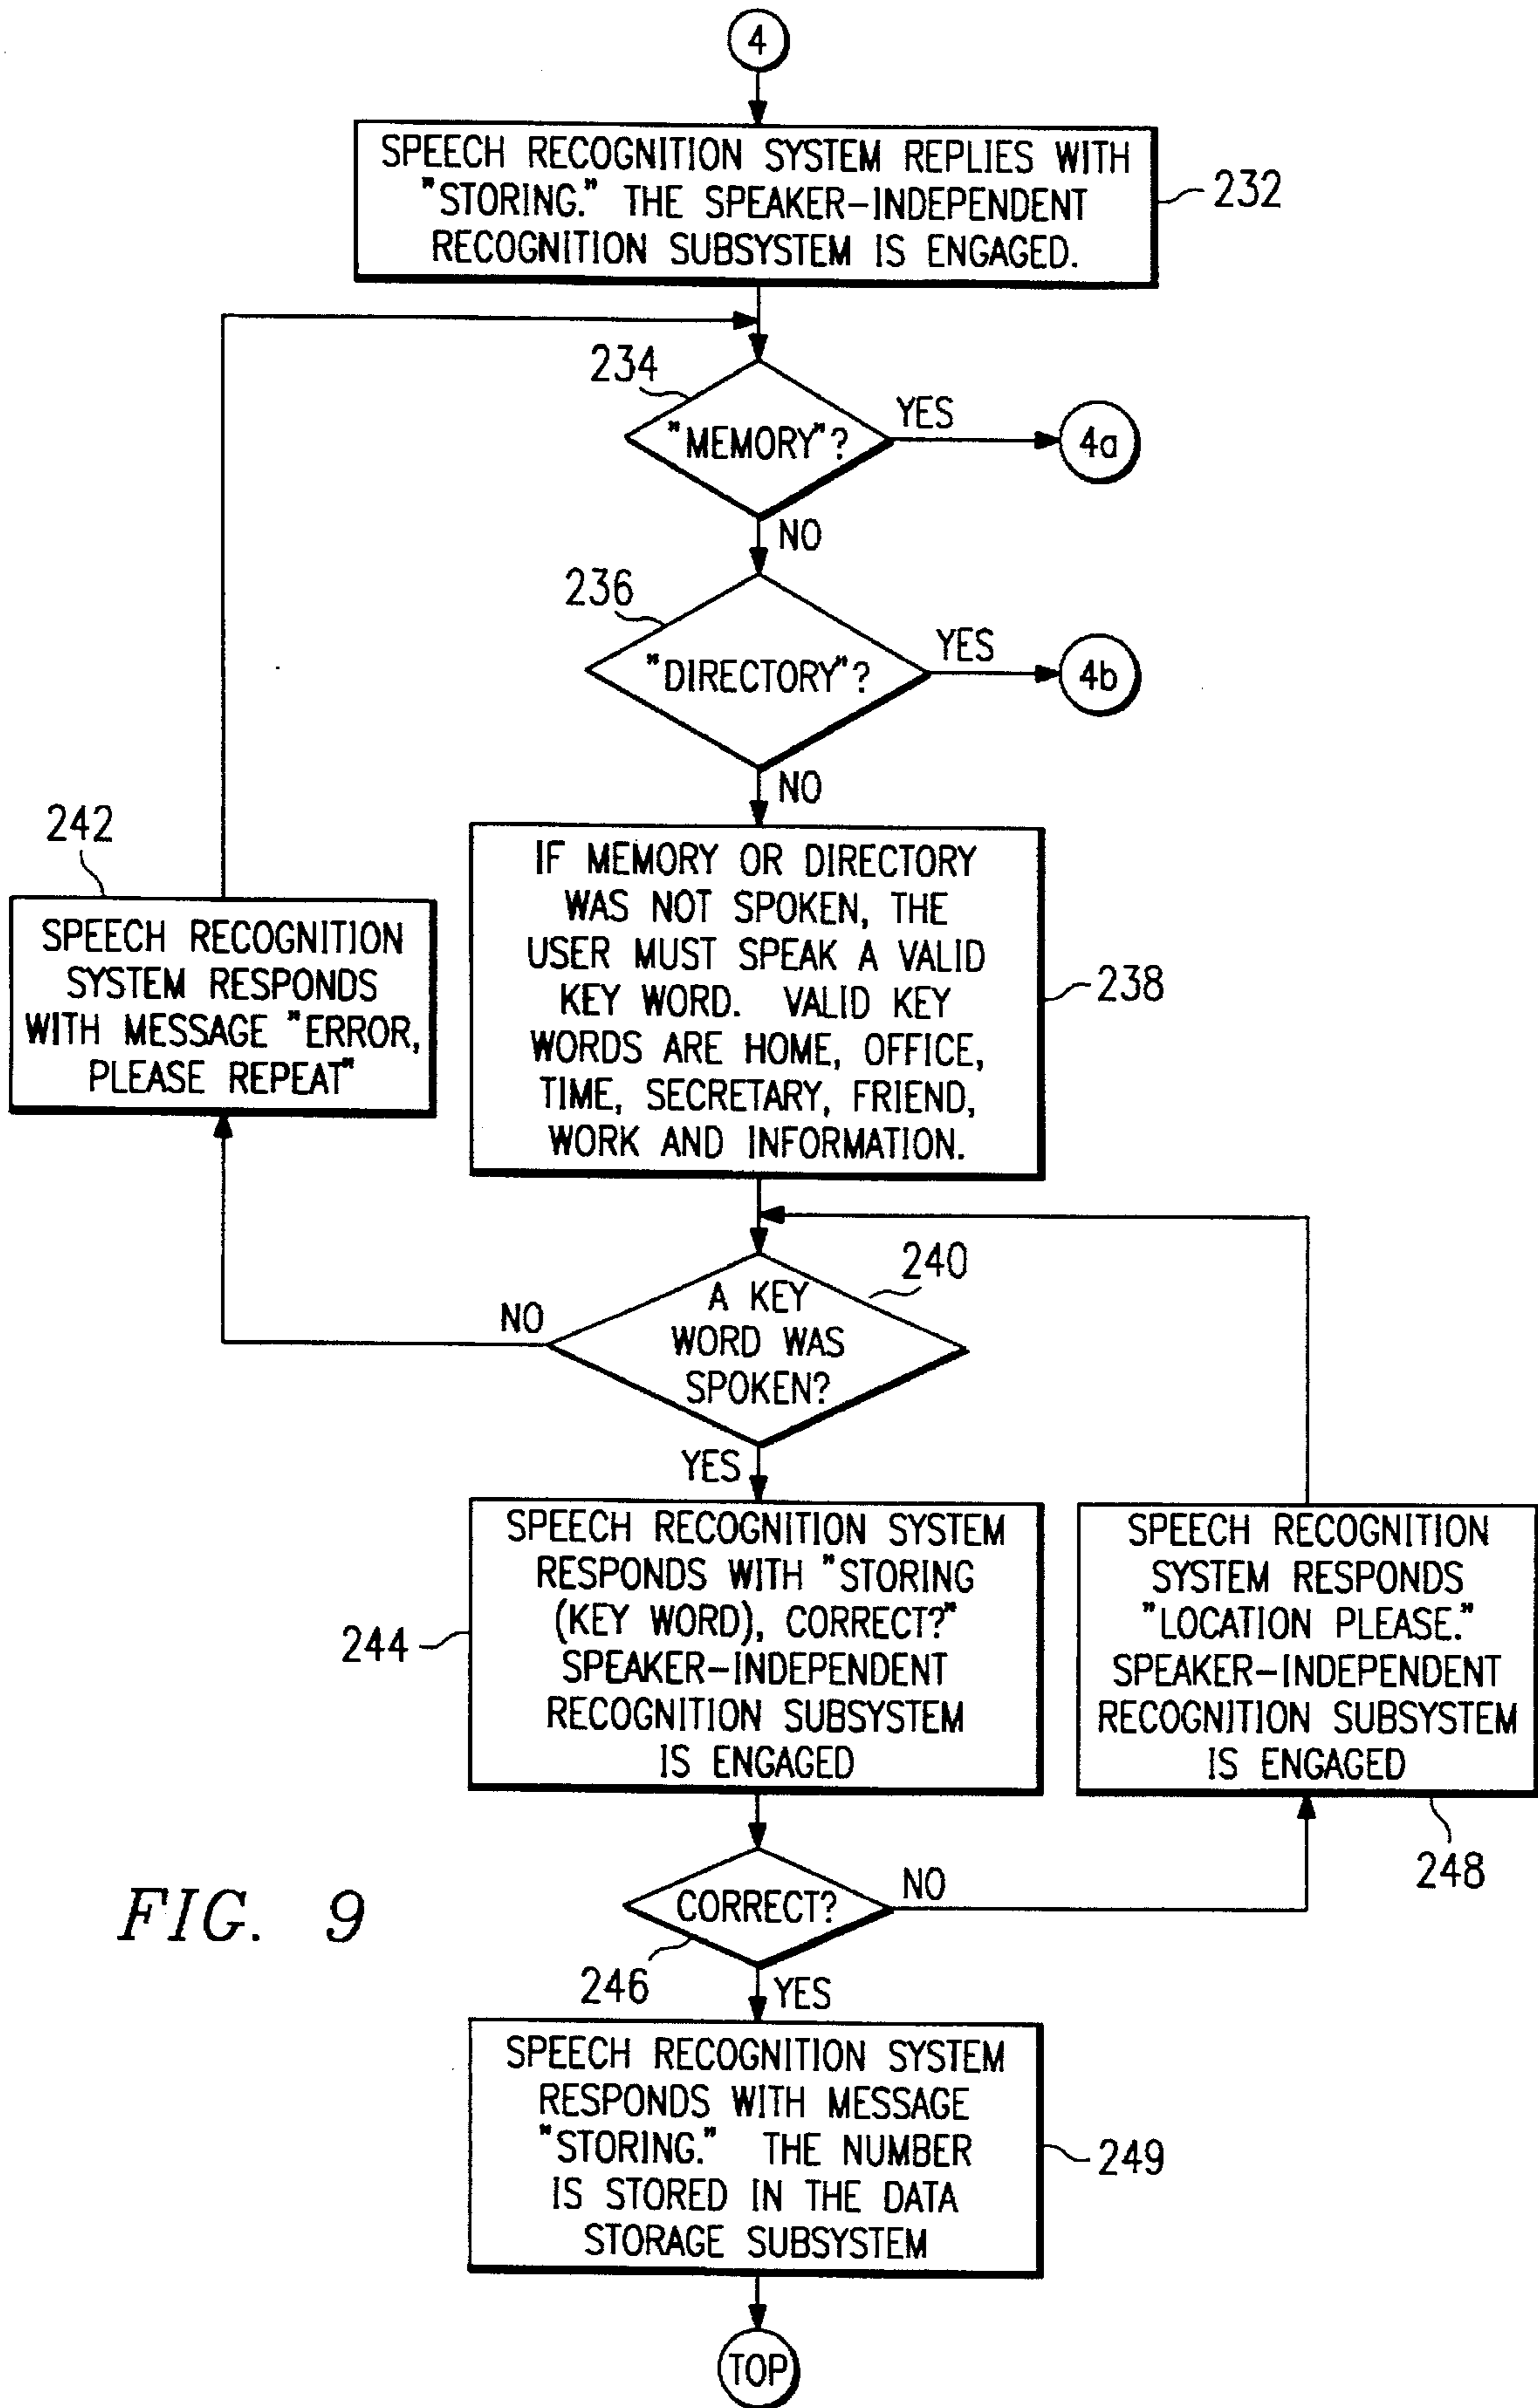 4
SPEECH RECOGNITION SYSTEM REPLIES WITH
"STORING." THE SPEAKER-INDEPENDENT
RECOGNITION SUBSYSTEM IS ENGAGED.
232
234
"MEMORY"?
YES
4a
NO
236
"DIRECTORY"?
YES
4b
NO
242
SPEECH RECOGNITION
SYSTEM RESPONDS
WITH MESSAGE "ERROR,
PLEASE REPEAT"
IF MEMORY OR DIRECTORY
WAS NOT SPOKEN, THE
USER MUST SPEAK A VALID
KEY WORD. VALID KEY
WORDS ARE HOME, OFFICE,
TIME, SECRETARY, FRIEND,
WORK AND INFORMATION.
238
240
A KEY
WORD WAS
SPOKEN?
NO
YES
SPEECH RECOGNITION SYSTEM
RESPONDS WITH "STORING
(KEY WORD), CORRECT?"
SPEAKER-INDEPENDENT
RECOGNITION SUBSYSTEM
IS ENGAGED
244
SPEECH RECOGNITION
SYSTEM RESPONDS
"LOCATION PLEASE."
SPEAKER-INDEPENDENT
RECOGNITION SUBSYSTEM
IS ENGAGED
248
CORRECT?
NO
246
YES
FIG. 9
SPEECH RECOGNITION SYSTEM
RESPONDS WITH MESSAGE
"STORING." THE NUMBER
IS STORED IN THE DATA
STORAGE SUBSYSTEM
249
TOP